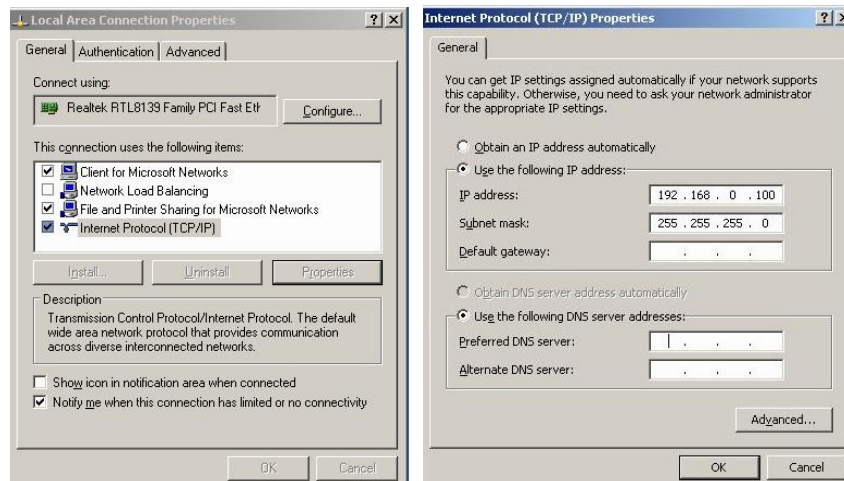 Local Area Connection Properties
General Authentication Advanced
Connect using:
Realtek RTL8139 Family PCI Fast Eth
Configure...
This connection uses the following items:
Client for Microsoft Networks
Network Load Balancing
File and Printer Sharing for Microsoft Networks
Internet Protocol (TCP/IP)
Install... Uninstall Properties
Description
Transmission Control Protocol/Internet Protocol. The default
wide area network protocol that provides communication
across diverse interconnected networks.
Show icon in notification area when connected
Notify me when this connection has limited or no connectivity
OK Cancel
Internet Protocol (TCP/IP) Properties
General
You can get IP settings assigned automatically if your network supports
this capability. Otherwise, you need to ask your network administrator
for the appropriate IP settings.
Obtain an IP address automatically
Use the following IP address:
IP address: 192 . 168 . 0 . 100
Subnet mask: 255 . 255 . 255 . 0
Default gateway: . . .
Obtain DNS server address automatically
Use the following DNS server addresses:
Preferred DNS server: . . .
Alternate DNS server: . . .
Advanced...
OK Cancel